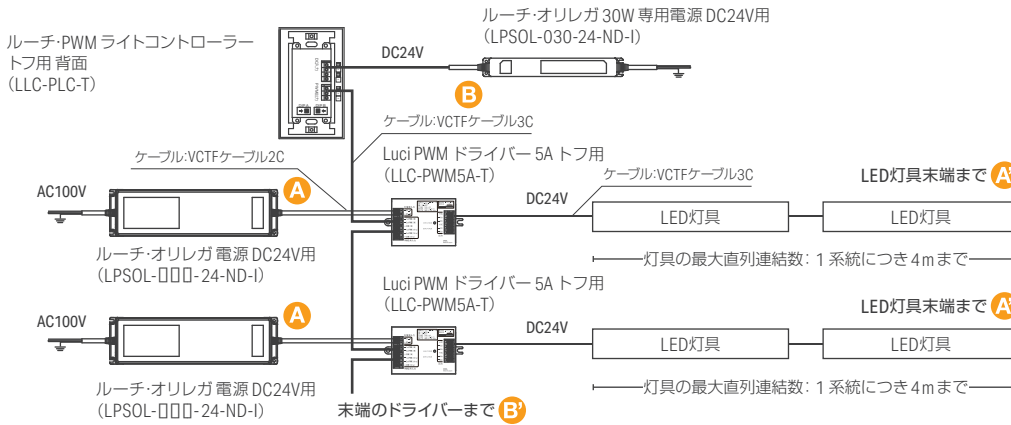 ルーチ･オリレガ 30W 専用電源 DC24V用
(LPSOL-030-24-ND-I)
ルーチ･PWM ライトコントローラー
トフ用 背面
(LLC-PLC-T)
DC24V
B
ケーブル:VCTFケーブル3C
Luci PWM ドライバー 5A トフ用
(LLC-PWM5A-T)
ケーブル:VCTFケーブル2C
A
AC100V
ケーブル:VCTFケーブル3C
DC24V
LED灯具末端まで A'
LED灯具
LED灯具
ルーチ･オリレガ 電源 DC24V用
(LPSOL-□□□-24-ND-I)
灯具の最大直列連結数: 1 系統につき 4mまで
Luci PWM ドライバー 5A トフ用
(LLC-PWM5A-T)
A
AC100V
DC24V
LED灯具末端まで A'
LED灯具
LED灯具
ルーチ･オリレガ 電源 DC24V用
(LPSOL-□□□-24-ND-I)
灯具の最大直列連結数: 1 系統につき 4mまで
末端のドライバーまで B'